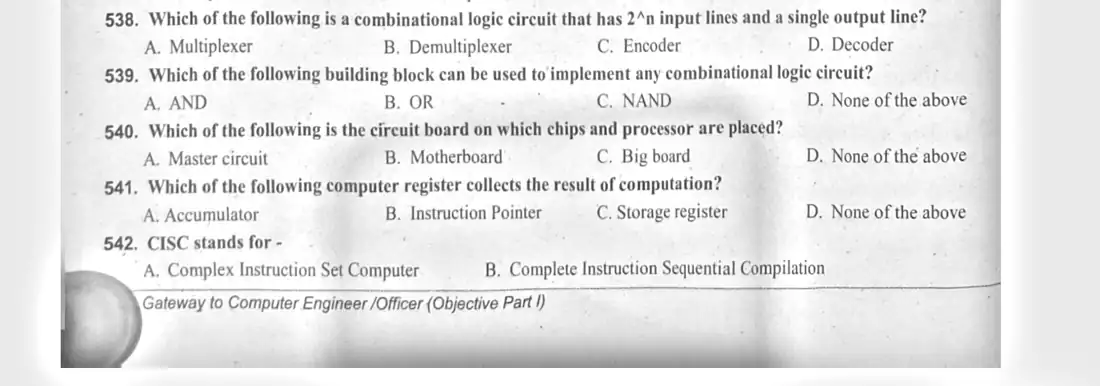 538. Which of the following is a combinational logic circuit that has 2^n input lines and a single output line?
A. Multiplexer B. Demultiplexer C. Encoder D. Decoder
539. Which of the following building block can be used to implement any combinational logic circuit?
A. AND B. OR C. NAND D. None of the above
540. Which of the following is the circuit board on which chips and processor are placed?
A. Master circuit B. Motherboard C. Big board D. None of the above
541. Which of the following computer register collects the result of computation?
A. Accumulator B. Instruction Pointer C. Storage register D. None of the above
542. CISC stands for -
A. Complex Instruction Set Computer B. Complete Instruction Sequential Compilation
Gateway to Computer Engineer /Officer (Objective Part I)